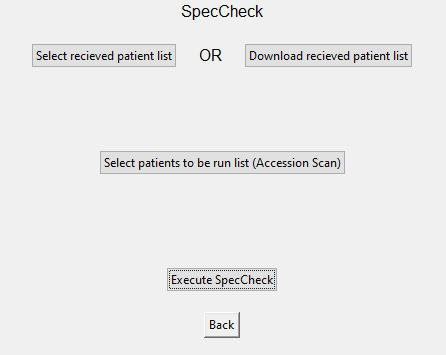 SpecCheck
Select recieved patient list OR Download recieved patient list
Select patients to be run list (Accession Scan)
Execute SpecCheck
Back